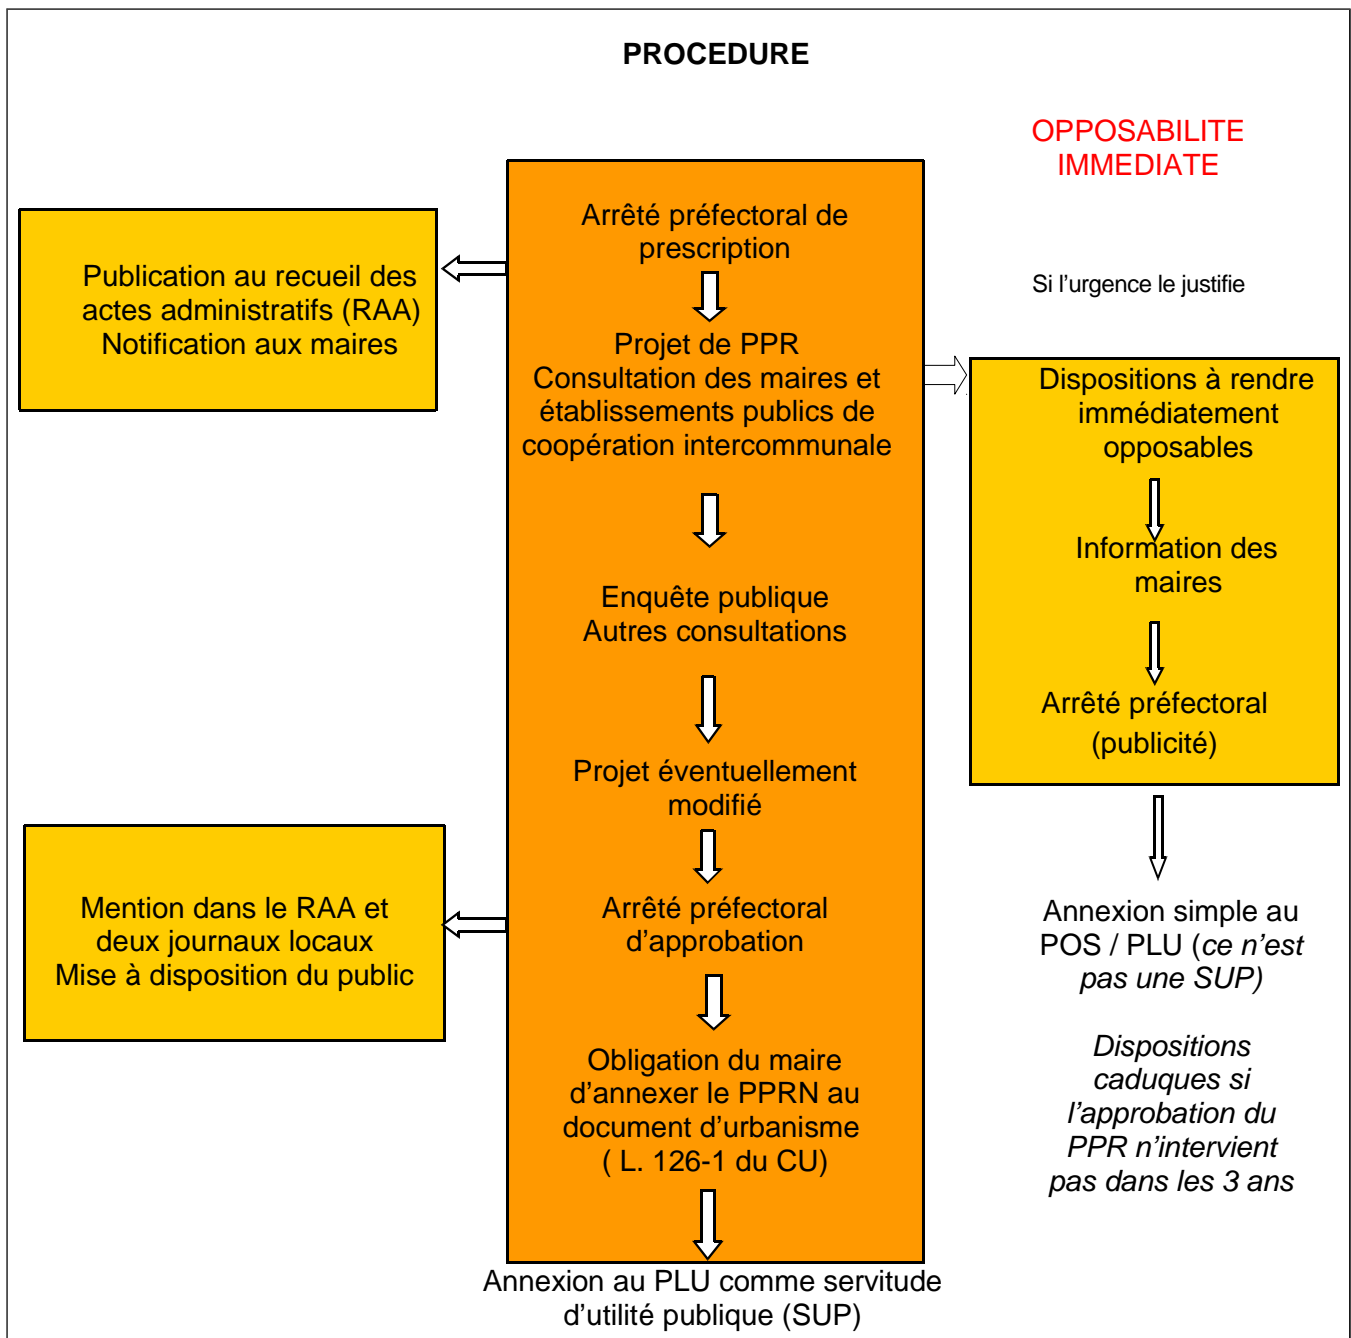 PROCEDURE
OPPOSABILITE
IMMEDIATE
Arrêté préfectoral de
prescription
Publication au recueil des
actes administratifs (RAA)
Notification aux maires
Si l’urgence le justifie
Projet de PPR
Consultation des maires et
établissements publics de
coopération intercommunale
Dispositions à rendre
immédiatement
opposables
Information des
maires
Enquête publique
Autres consultations
Arrêté préfectoral
(publicité)
Projet éventuellement
modifié
Mention dans le RAA et
deux journaux locaux
Mise à disposition du public
Arrêté préfectoral
d’approbation
Annexion simple au
POS / PLU (ce n’est
pas une SUP)
Obligation du maire
d’annexer le PPRN au
document d’urbanisme
( L. 126-1 du CU)
Dispositions
caduques si
l’approbation du
PPR n’intervient
pas dans les 3 ans
Annexion au PLU comme servitude
d’utilité publique (SUP)